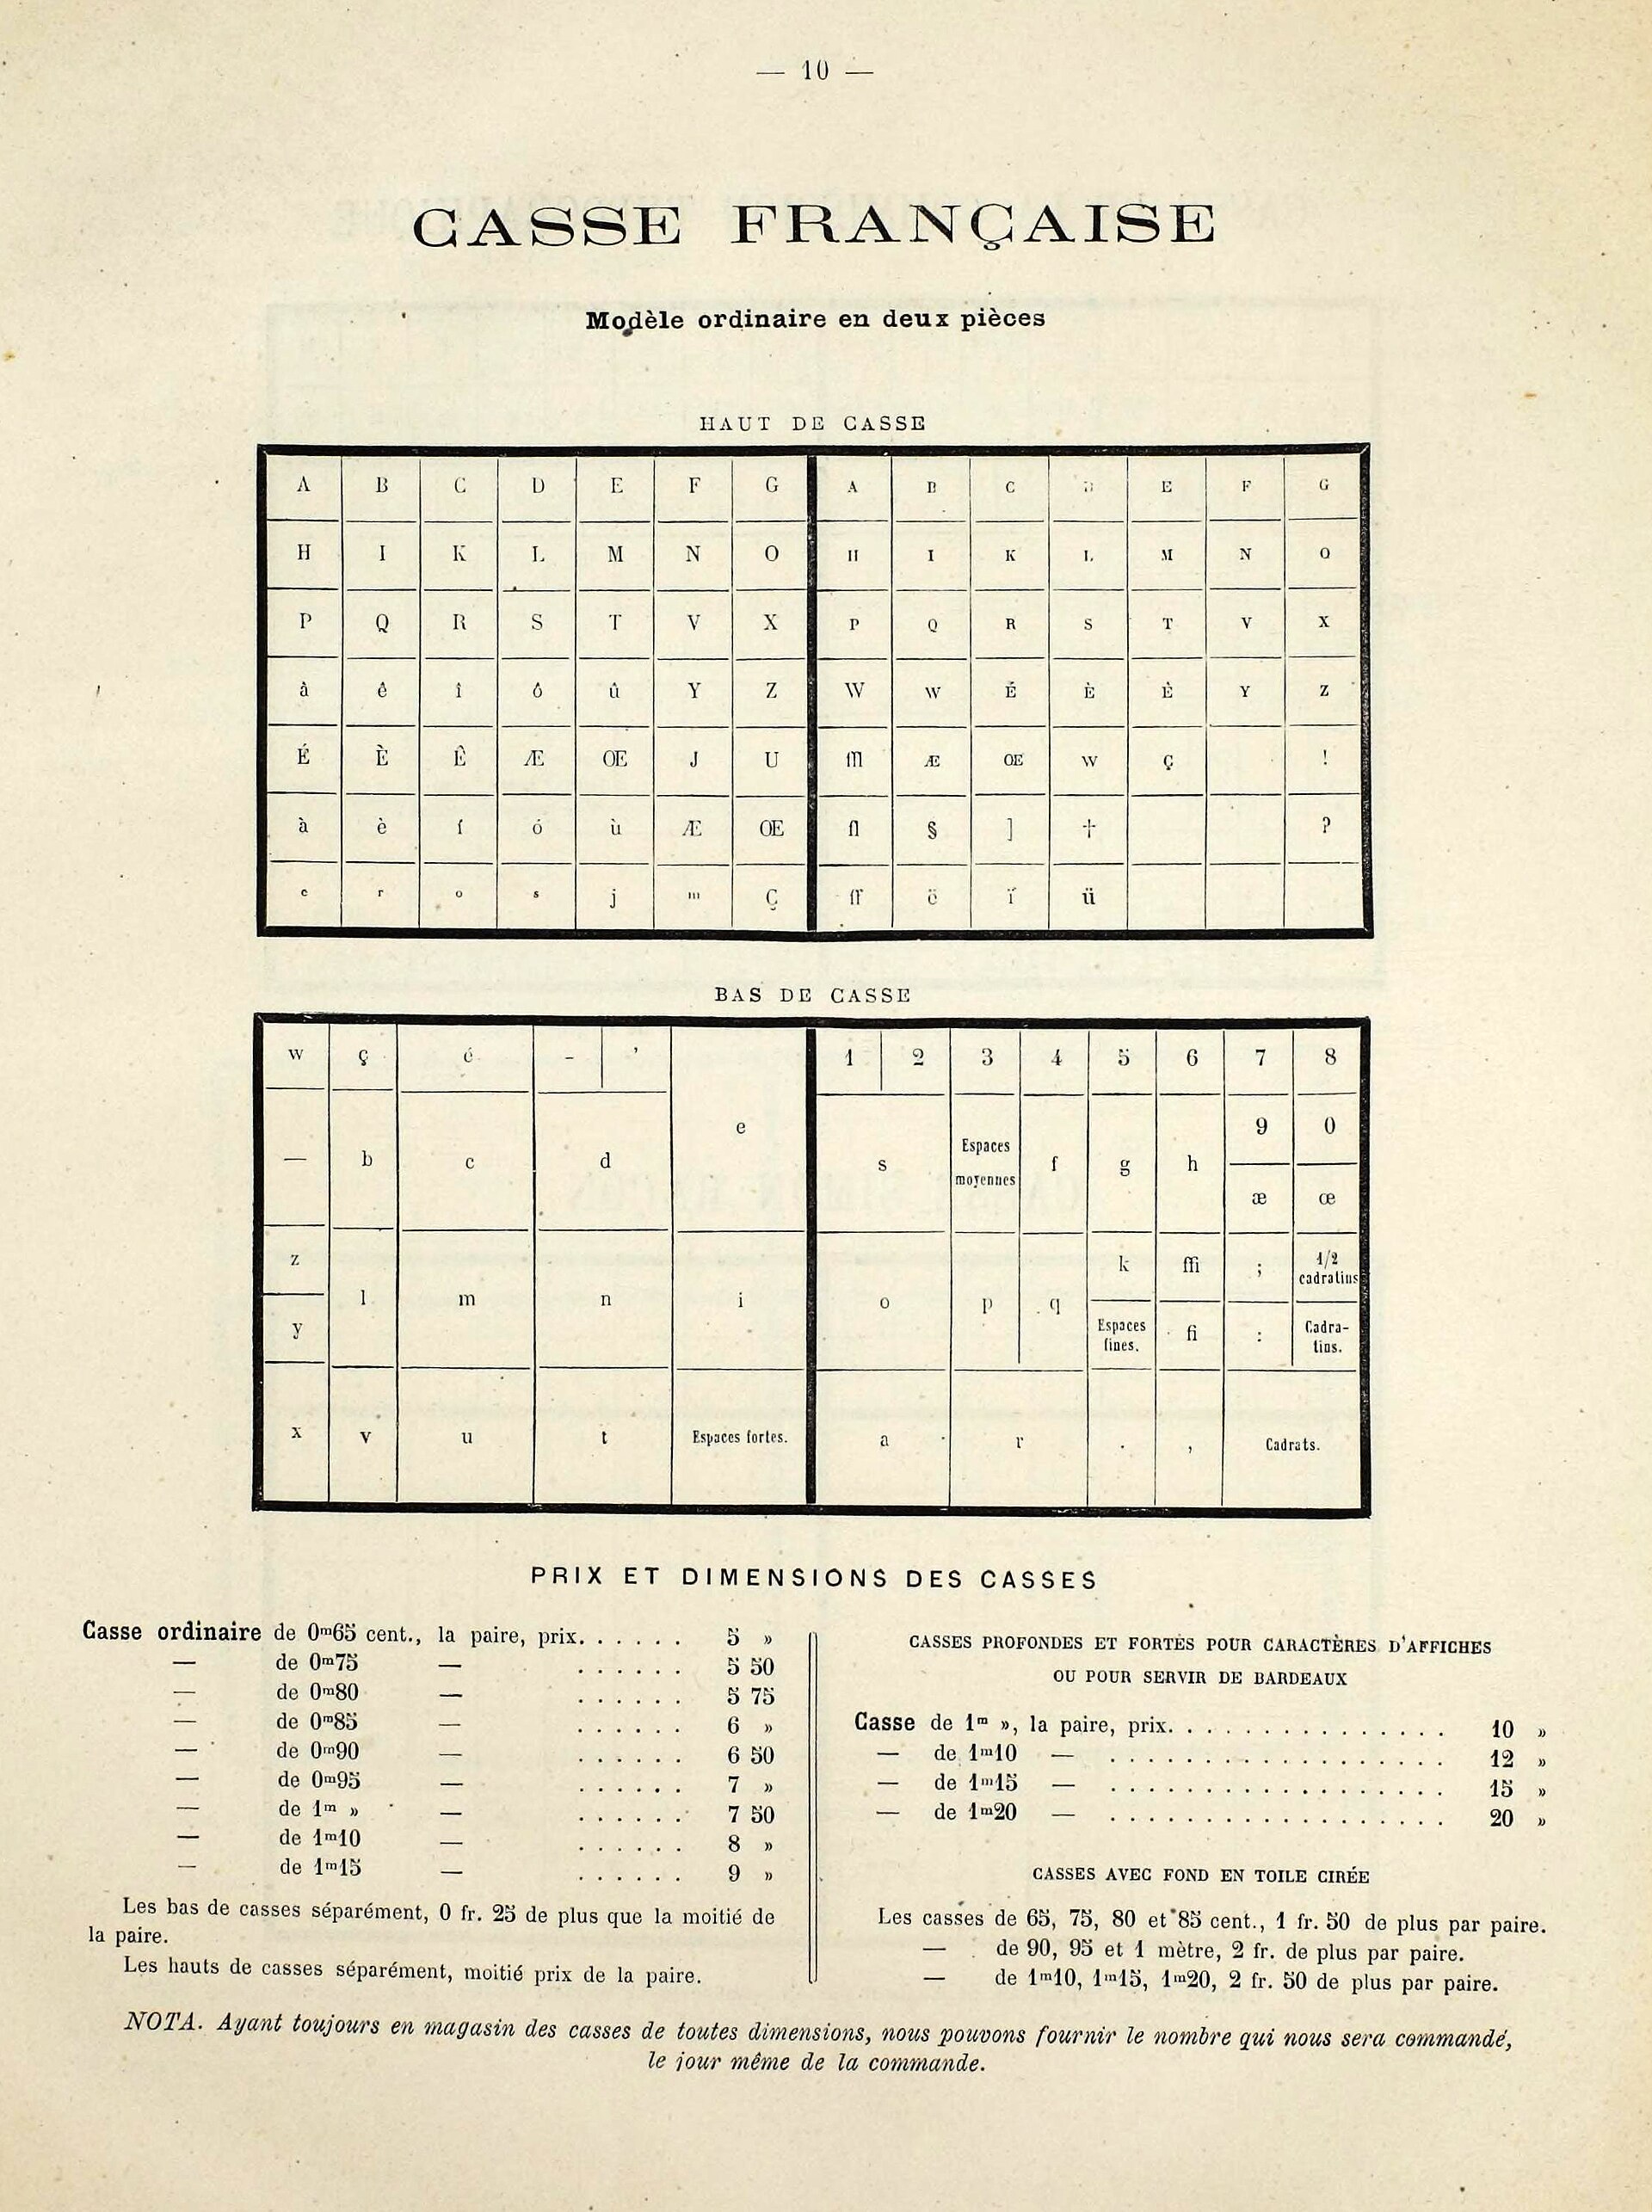 — 10 —
CASSE FRANÇAISE
Modèle ordinaire en deux pièces
HAUT DE CASSE
A B C D E F G A B C D E F G
H I K L M N O H I K L M N O
P Q R S T V X P Q R S T V X
à ê î ô û Y Z W W É È Ê Y Z
É È Ê Æ OE J U ffl Æ OE W Ç !
à è í ó ù Æ OE fl § ] † ?
e r o s j m Ç ff ë ï ü
BAS DE CASSE
w ç é - ’ 1 2 3 4 5 6 7 8
e 9 0
— b c d s Espaces moyennes f g h
æ œ
z k ffi ; 1/2 cadratins
l m n i o p q
y Espaces fines. fi : Cadra-tins.
x v u t Espaces fortes. a r . , Cadrats.
PRIX ET DIMENSIONS DES CASSES
Casse ordinaire de 0m65 cent., la paire, prix. . . . . . 5 »
— de 0m75 — . . . . . . 5 50
— de 0m80 — . . . . . . 5 75
— de 0m85 — . . . . . . 6 »
— de 0m90 — . . . . . . 6 50
— de 0m95 — . . . . . . 7 »
— de 1m » — . . . . . . 7 50
— de 1m10 — . . . . . . 8 »
— de 1m15 — . . . . . . 9 »
Les bas de casses séparément, 0 fr. 25 de plus que la moitié de
la paire.
Les hauts de casses séparément, moitié prix de la paire.
CASSES PROFONDES ET FORTES POUR CARACTÈRES D'AFFICHES
OU POUR SERVIR DE BARDEAUX
Casse de 1m », la paire, prix. . . . . . . . . . . . . . 10 »
— de 1m10 — . . . . . . . . . . . . . . . . . 12 »
— de 1m15 — . . . . . . . . . . . . . . . . . 15 »
— de 1m20 — . . . . . . . . . . . . . . . . . 20 »
CASSES AVEC FOND EN TOILE CIRÉE
Les casses de 65, 75, 80 et 85 cent., 1 fr. 50 de plus par paire.
— de 90, 95 et 1 mètre, 2 fr. de plus par paire.
— de 1m10, 1m15, 1m20, 2 fr. 50 de plus par paire.
NOTA. Ayant toujours en magasin des casses de toutes dimensions, nous pouvons fournir le nombre qui nous sera commandé,
le jour même de la commande.